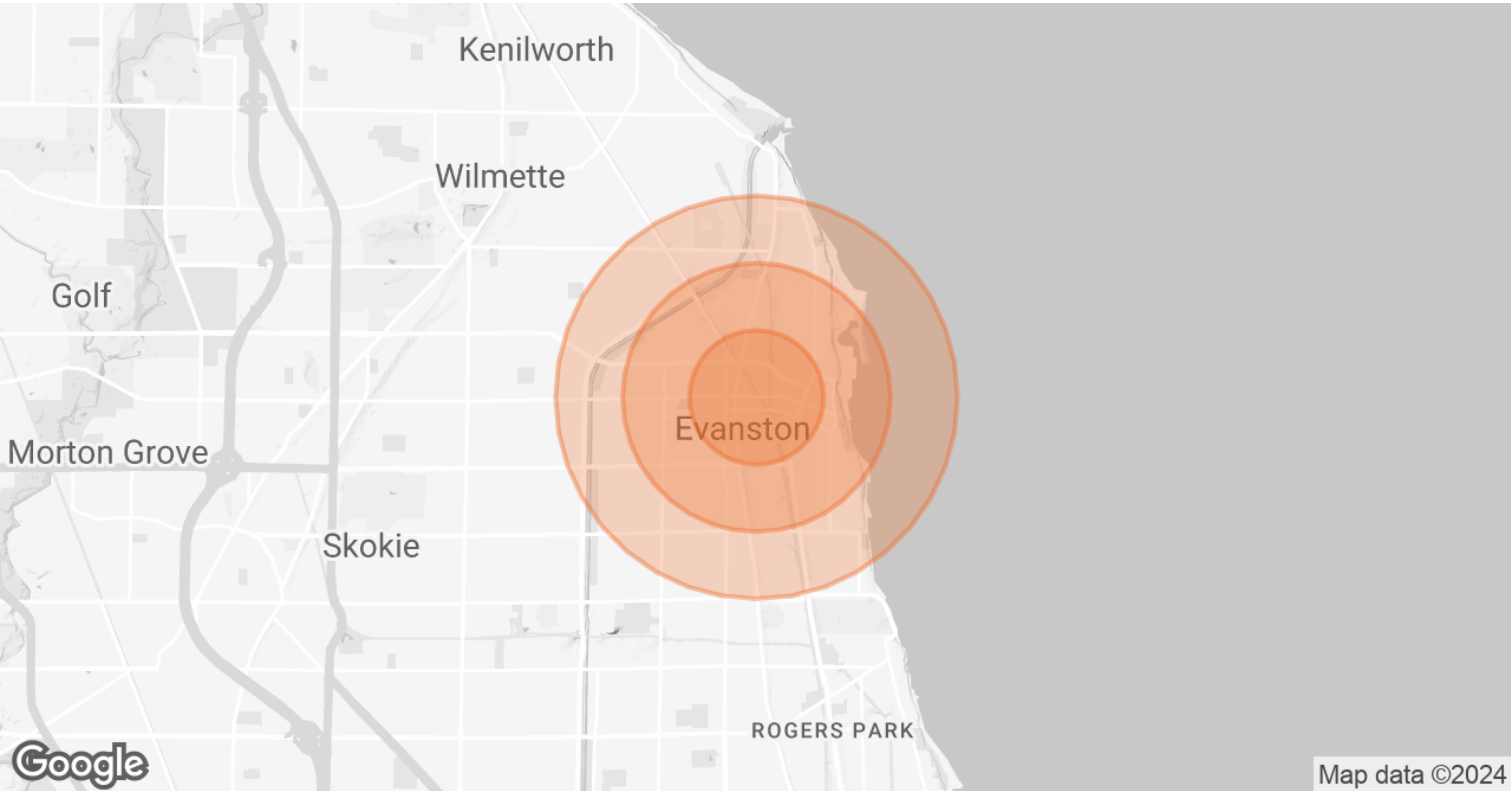 Kenilworth
Wilmette
Golf
Evanston
Morton Grove
Skokie
ROGERS PARK
Google
Map data ©2024